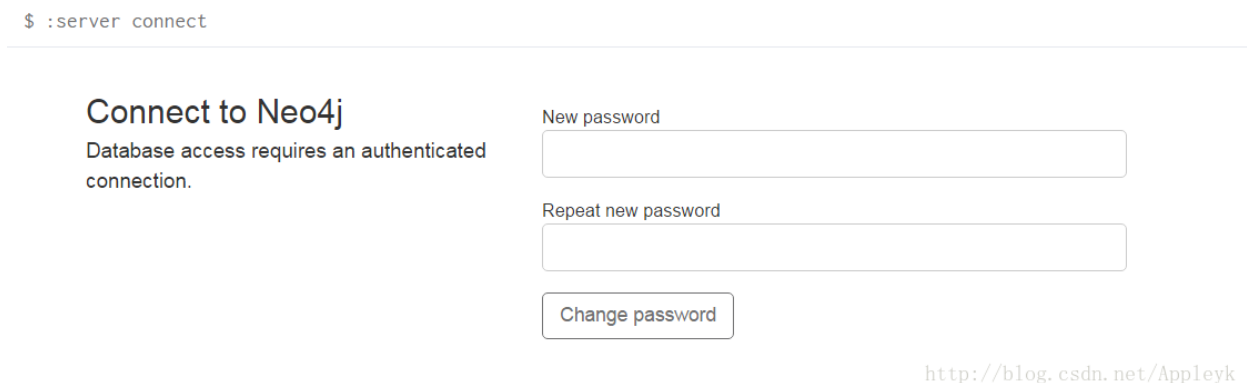 $ :server connect
Connect to Neo4j
Database access requires an authenticated
connection.
New password
Repeat new password
Change password
http://blog.csdn.net/Appleyk